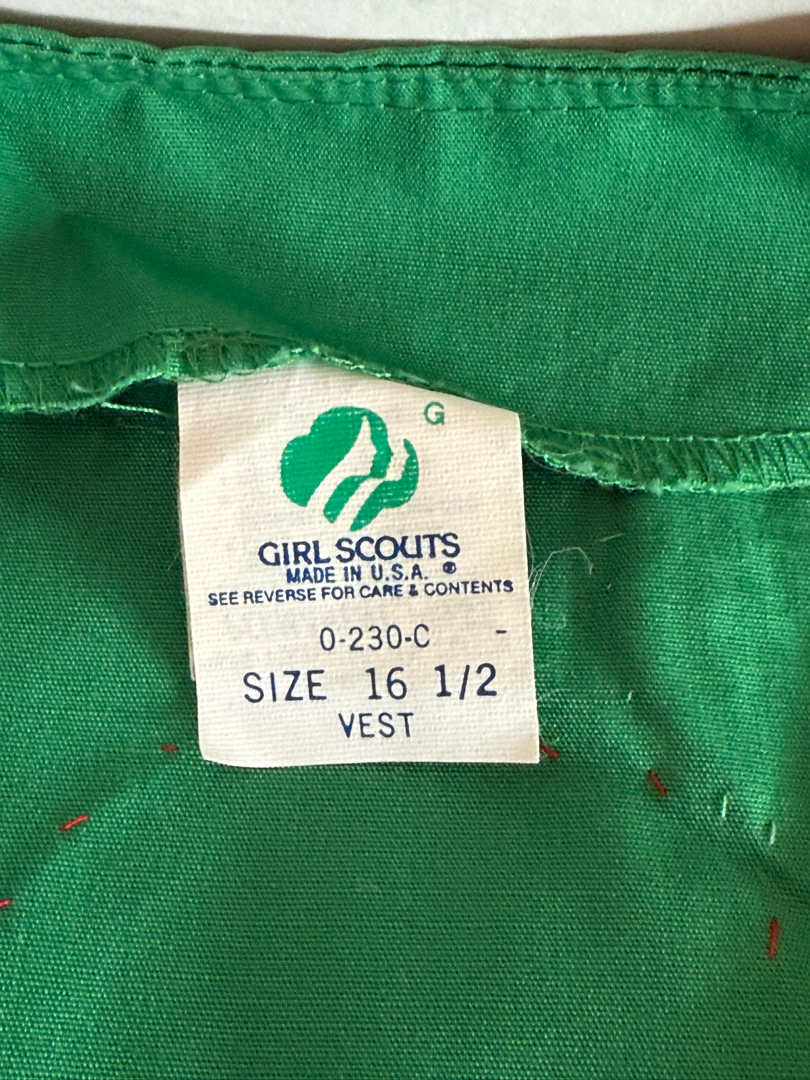 G
GIRL SCOUTS
MADE IN U.S.A. ®
SEE REVERSE FOR CARE & CONTENTS
0-230-C -
SIZE 16 1/2
VEST